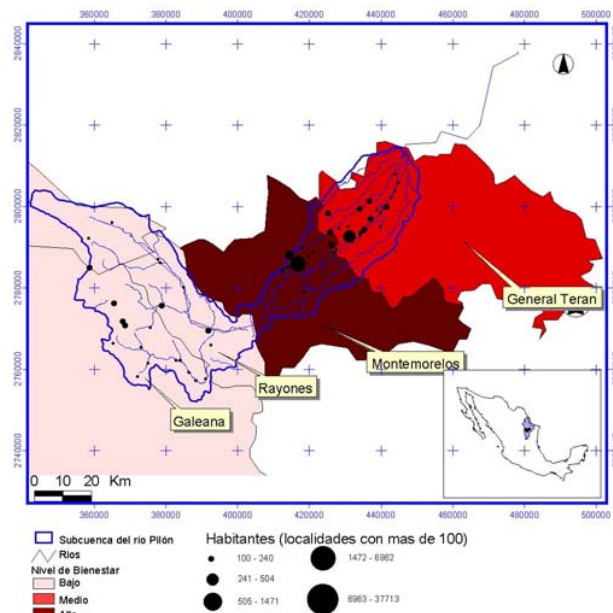 360000 380000 400000 420000 440000 460000 480000 500000
2840000
2820000
2800000
2780000
2760000
2740000
General Teran
Montemorelos
Rayones
Galeana
0 10 20 Km
360000 380000 400000 420000 440000 460000 480000 500000
Subcuenca del río Pilón
Rios
Nivel de Bienestar
Bajo
Medio
Alto
Habitantes (localidades con mas de 100)
100 - 240
241 - 504
505 - 1471
1472 - 6962
6963 - 37713